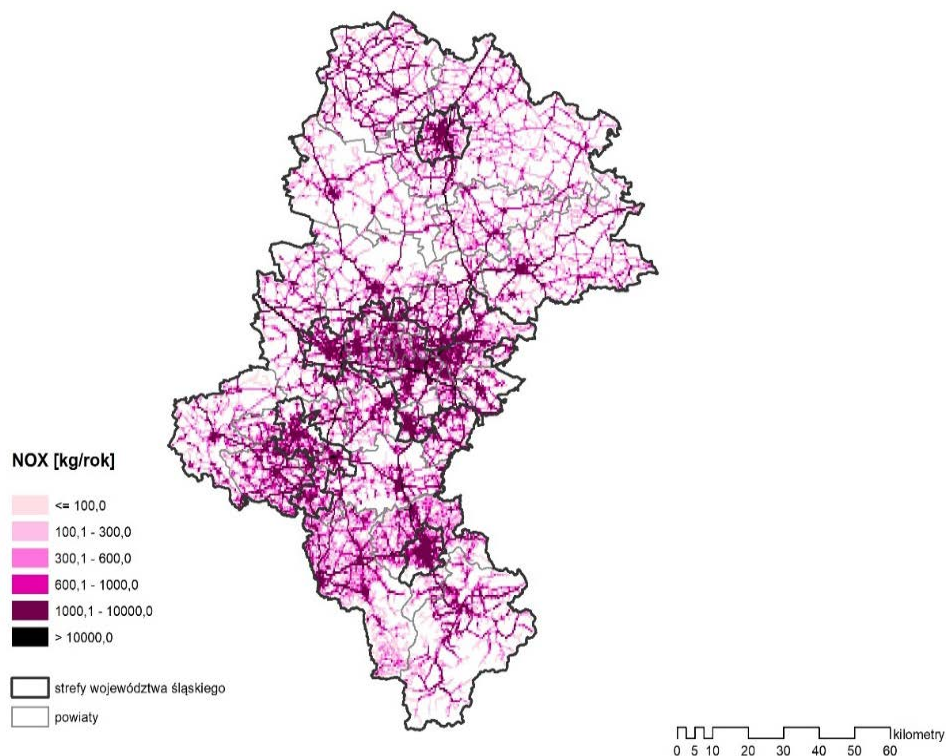 NOX [kg/rok]
<= 100,0
100,1 - 300,0
300,1 - 600,0
600,1 - 1000,0
1000,1 - 10000,0
> 10000,0
strefy województwa śląskiego
powiaty
kilometry
0 5 10 20 30 40 50 60